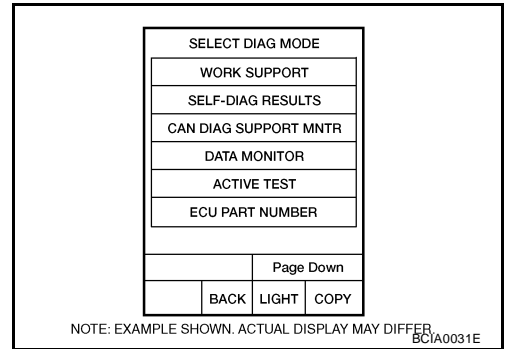 SELECT DIAG MODE
WORK SUPPORT
SELF-DIAG RESULTS
CAN DIAG SUPPORT MNTR
DATA MONITOR
ACTIVE TEST
ECU PART NUMBER
Page Down
BACK LIGHT COPY
NOTE: EXAMPLE SHOWN. ACTUAL DISPLAY MAY DIFFER.
BCIA0031E